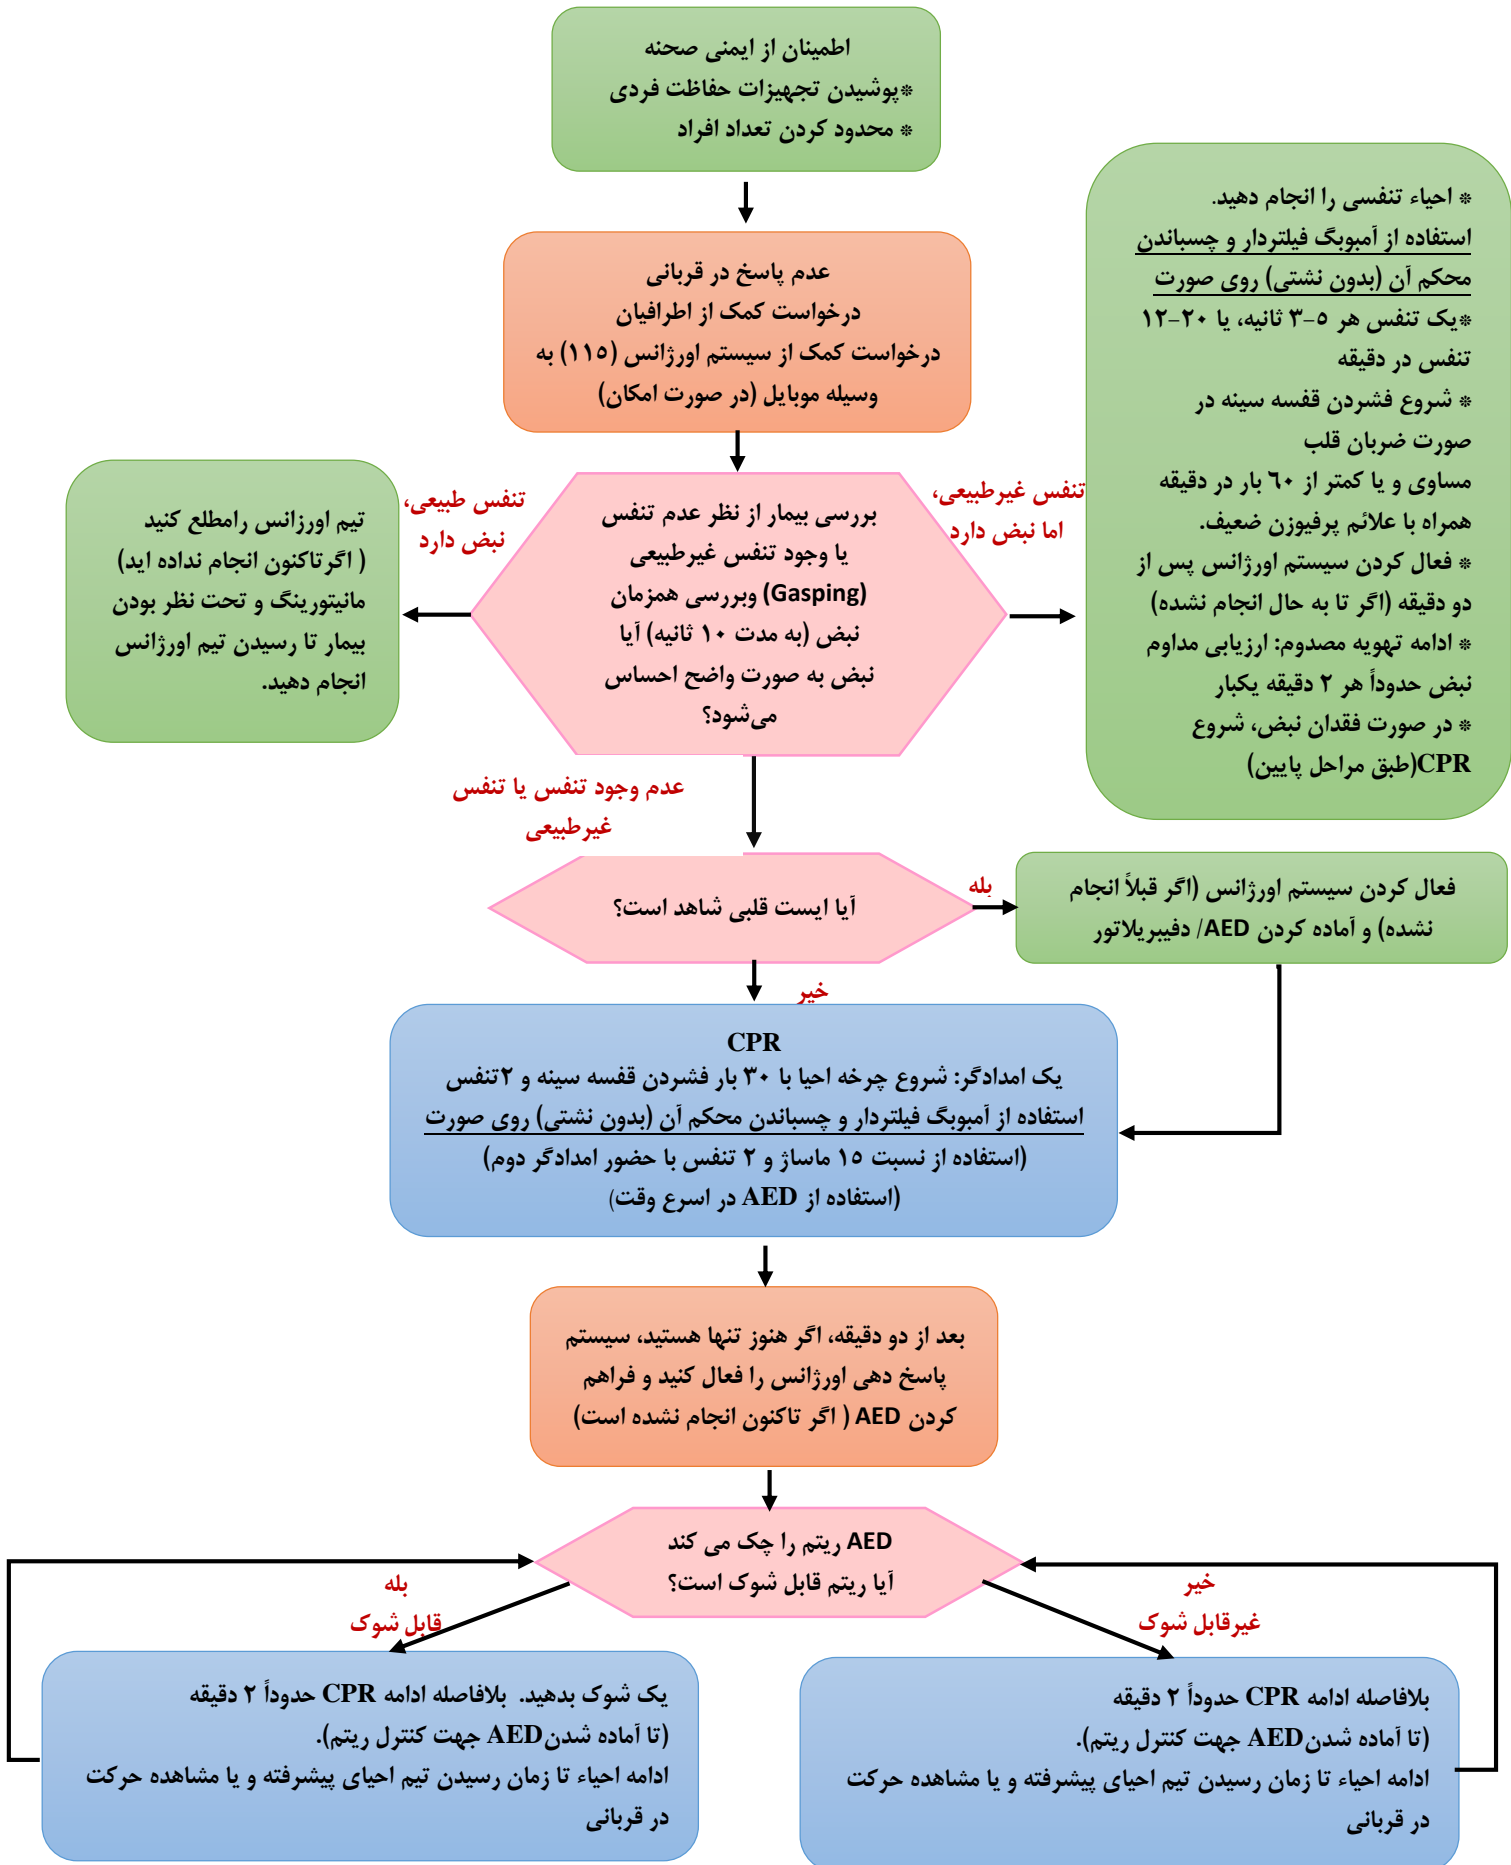 اطمینان از ایمنی صحنه
*پوشیدن تجهیزات حفاظت فردی
* محدود کردن تعداد افراد
عدم پاسخ در قربانی
درخواست کمک از اطرافیان
درخواست کمک از سیستم اورژانس (۱۱۵) به
وسیله موبایل (در صورت امکان)
* احیاء تنفسی را انجام دهید.
استفاده از آمبوبگ فیلتردار و چسباندن
محکم آن (بدون نشتی) روی صورت
*یک تنفس هر ۵-۳ ثانیه، یا ۲۰-۱۲
تنفس در دقیقه
* شروع فشردن قفسه سینه در
صورت ضربان قلب
مساوی و یا کمتر از ۶۰ بار در دقیقه
همراه با علائم پرفیوزن ضعیف.
* فعال کردن سیستم اورژانس پس از
دو دقیقه (اگر تا به حال انجام نشده)
* ادامه تهویه مصدوم: ارزیابی مداوم
نبض حدوداً هر ۲ دقیقه یکبار
* در صورت فقدان نبض، شروع
CPR(طبق مراحل پایین)
تنفس غیرطبیعی،
اما نبض دارد
بررسی بیمار از نظر عدم تنفس
یا وجود تنفس غیرطبیعی
(Gasping) وبررسی همزمان
نبض (به مدت ۱۰ ثانیه) آیا
نبض به صورت واضح احساس
می‌شود؟
تنفس طبیعی،
نبض دارد
تیم اورزانس رامطلع کنید
( اگرتاکنون انجام نداده اید)
مانیتورینگ و تحت نظر بودن
بیمار تا رسیدن تیم اورژانس
انجام دهید.
عدم وجود تنفس یا تنفس
غیرطبیعی
آیا ایست قلبی شاهد است؟
بله
فعال کردن سیستم اورژانس (اگر قبلاً انجام
نشده) و آماده کردن AED/ دفیبریلاتور
خیر
CPR
یک امدادگر: شروع چرخه احیا با ۳۰ بار فشردن قفسه سینه و ۲تنفس
استفاده از آمبوبگ فیلتردار و چسباندن محکم آن (بدون نشتی) روی صورت
(استفاده از نسبت ۱۵ ماساژ و ۲ تنفس با حضور امدادگر دوم)
(استفاده از AED در اسرع وقت)
بعد از دو دقیقه، اگر هنوز تنها هستید، سیستم
پاسخ دهی اورژانس را فعال کنید و فراهم
کردن AED ( اگر تاکنون انجام نشده است)
AED ریتم را چک می کند
آیا ریتم قابل شوک است؟
خیر
غیرقابل شوک
بله
قابل شوک
بلافاصله ادامه CPR حدوداً ۲ دقیقه
(تا آماده شدنAED جهت کنترل ریتم).
ادامه احیاء تا زمان رسیدن تیم احیای پیشرفته و یا مشاهده حرکت
در قربانی
یک شوک بدهید. بلافاصله ادامه CPR حدوداً ۲ دقیقه
(تا آماده شدنAED جهت کنترل ریتم).
ادامه احیاء تا زمان رسیدن تیم احیای پیشرفته و یا مشاهده حرکت
در قربانی